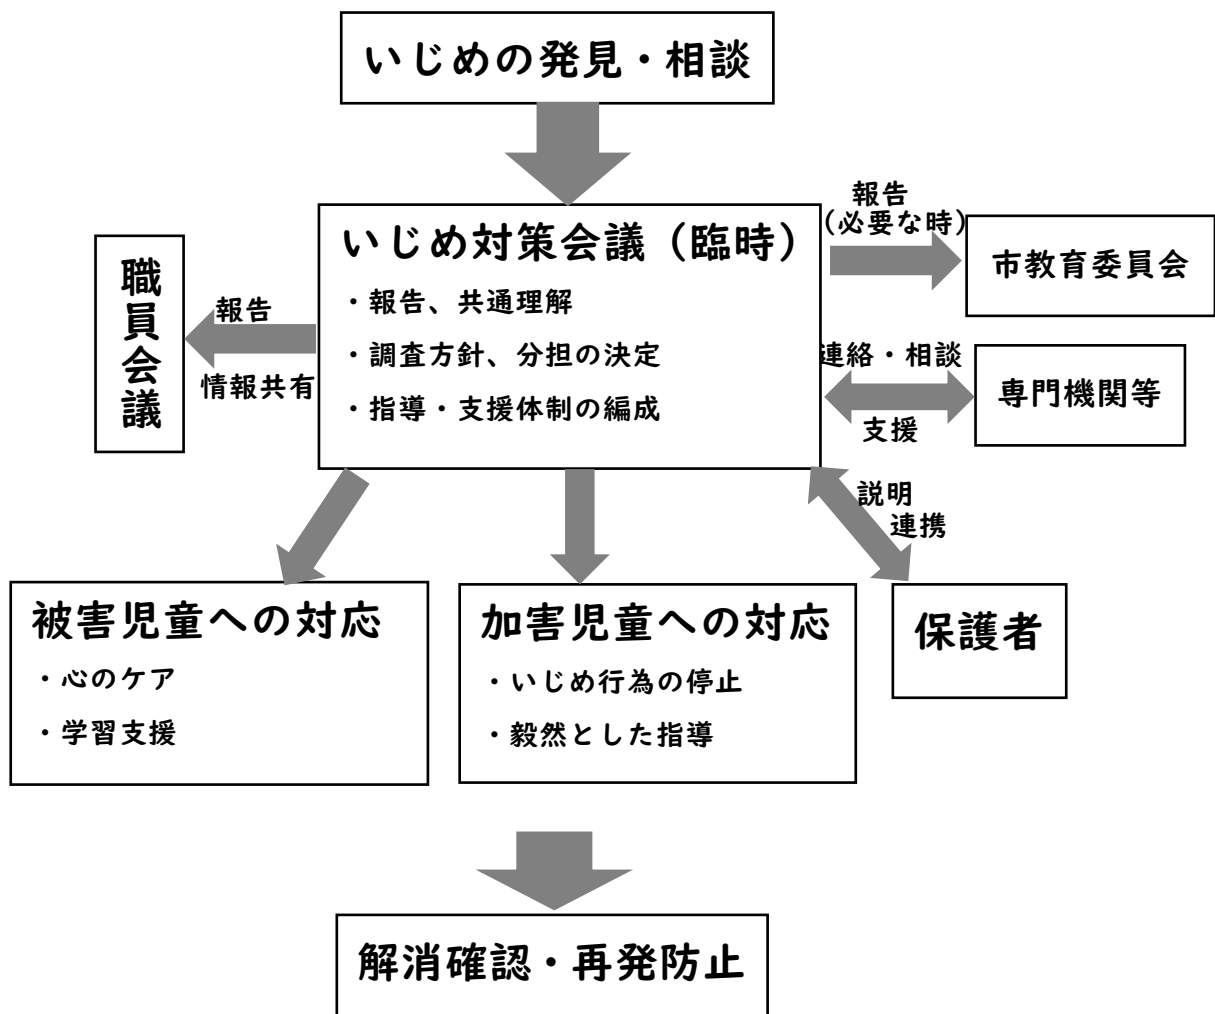 いじめの発見・相談
報告
（必要な時）
いじめ対策会議（臨時）
・報告、共通理解
・調査方針、分担の決定
・指導・支援体制の編成
職員会議
報告
情報共有
市教育委員会
連絡・相談
支援
専門機関等
説明
連携
被害児童への対応
・心のケア
・学習支援
加害児童への対応
・いじめ行為の停止
・毅然とした指導
保護者
解消確認・再発防止